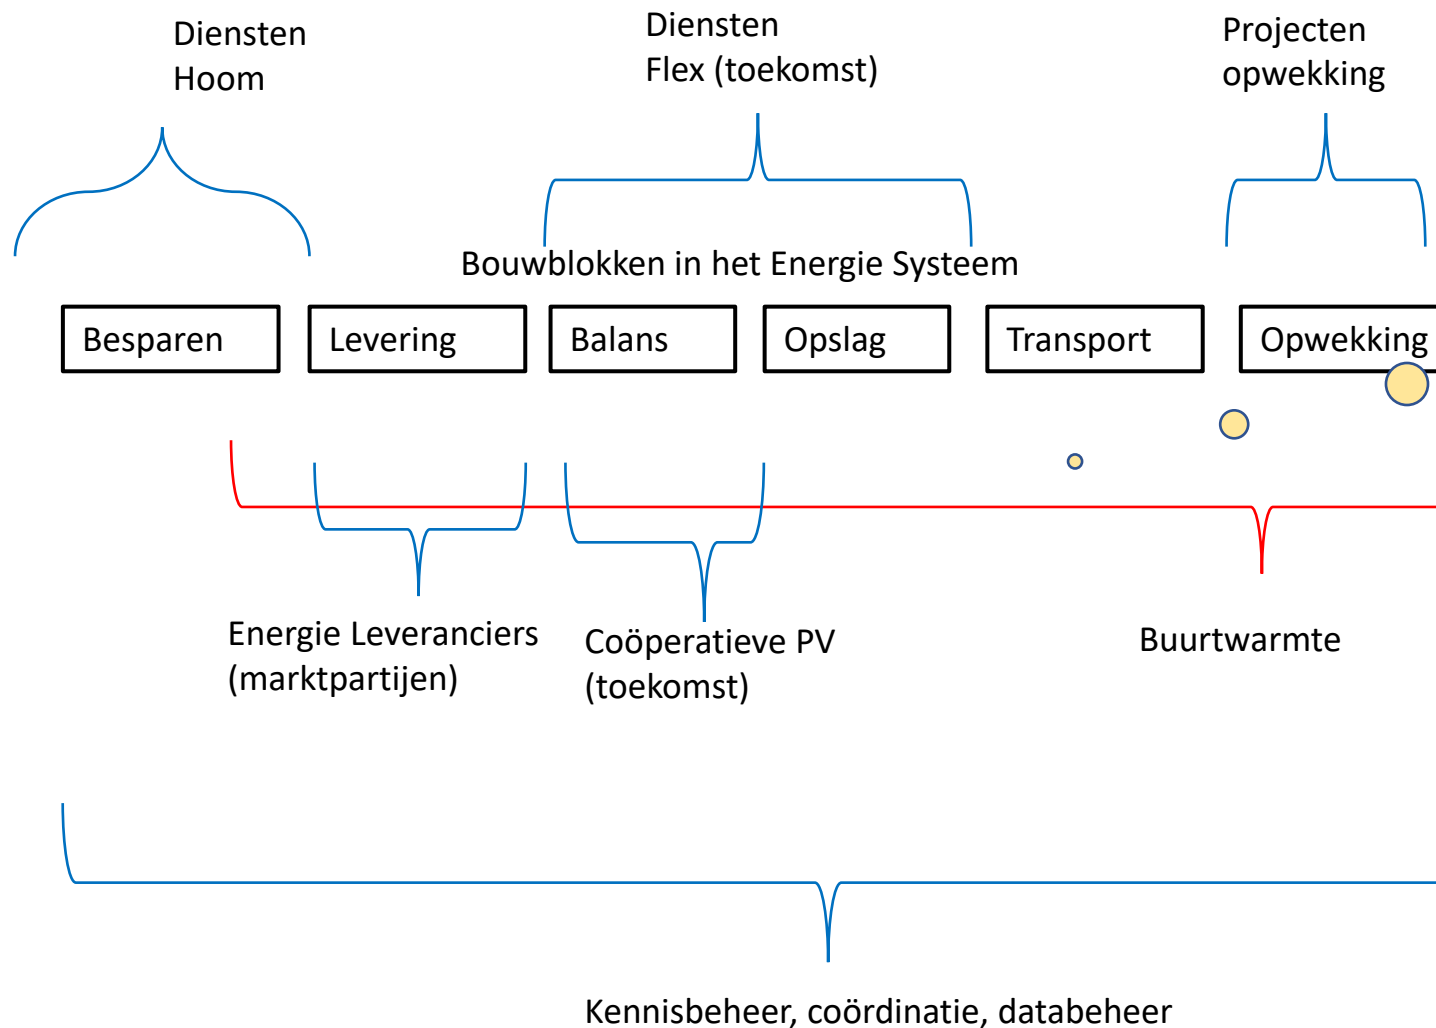 Diensten
Hoom
Diensten
Flex (toekomst)
Projecten
opwekking
Bouwblokken in het Energie Systeem
Besparen
Levering
Balans
Opslag
Transport
Opwekking
Energie Leveranciers
(marktpartijen)
Coöperatieve PV
(toekomst)
Buurtwarmte
Kennisbeheer, coördinatie, databeheer